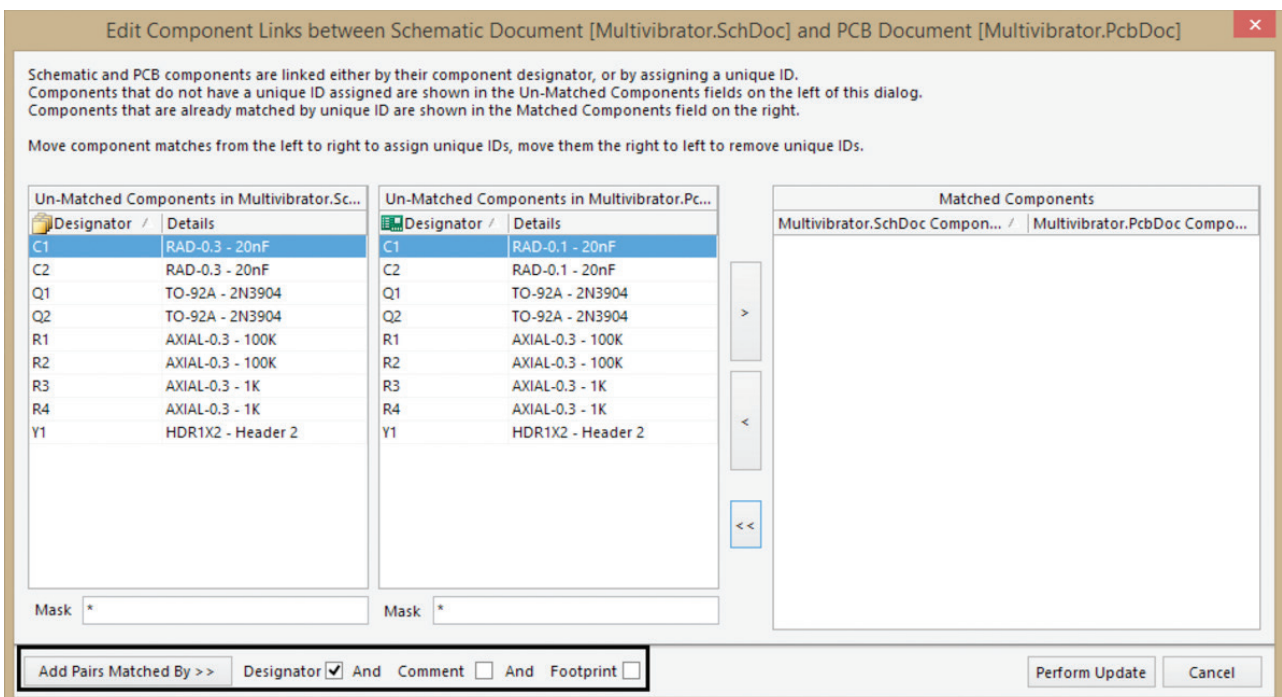 Edit Component Links between Schematic Document [Multivibrator.SchDoc] and PCB Document [Multivibrator.PcbDoc]
Schematic and PCB components are linked either by their component designator, or by assigning a unique ID.
Components that do not have a unique ID assigned are shown in the Un-Matched Components fields on the left of this dialog.
Components that are already matched by unique ID are shown in the Matched Components field on the right.
Move component matches from the left to right to assign unique IDs, move them the right to left to remove unique IDs.
Un-Matched Components in Multivibrator.Sc...
Designator / Details
C1 RAD-0.3 - 20nF
C2 RAD-0.3 - 20nF
Q1 TO-92A - 2N3904
Q2 TO-92A - 2N3904
R1 AXIAL-0.3 - 100K
R2 AXIAL-0.3 - 100K
R3 AXIAL-0.3 - 1K
R4 AXIAL-0.3 - 1K
Y1 HDR1X2 - Header 2
Mask *
Un-Matched Components in Multivibrator.Pc...
Designator / Details
C1 RAD-0.1 - 20nF
C2 RAD-0.1 - 20nF
Q1 TO-92A - 2N3904
Q2 TO-92A - 2N3904
R1 AXIAL-0.3 - 100K
R2 AXIAL-0.3 - 100K
R3 AXIAL-0.3 - 1K
R4 AXIAL-0.3 - 1K
Y1 HDR1X2 - Header 2
Mask *
>
<
<<
Matched Components
Multivibrator.SchDoc Compon... / Multivibrator.PcbDoc Compo...
Add Pairs Matched By >> Designator And Comment And Footprint
Perform Update Cancel